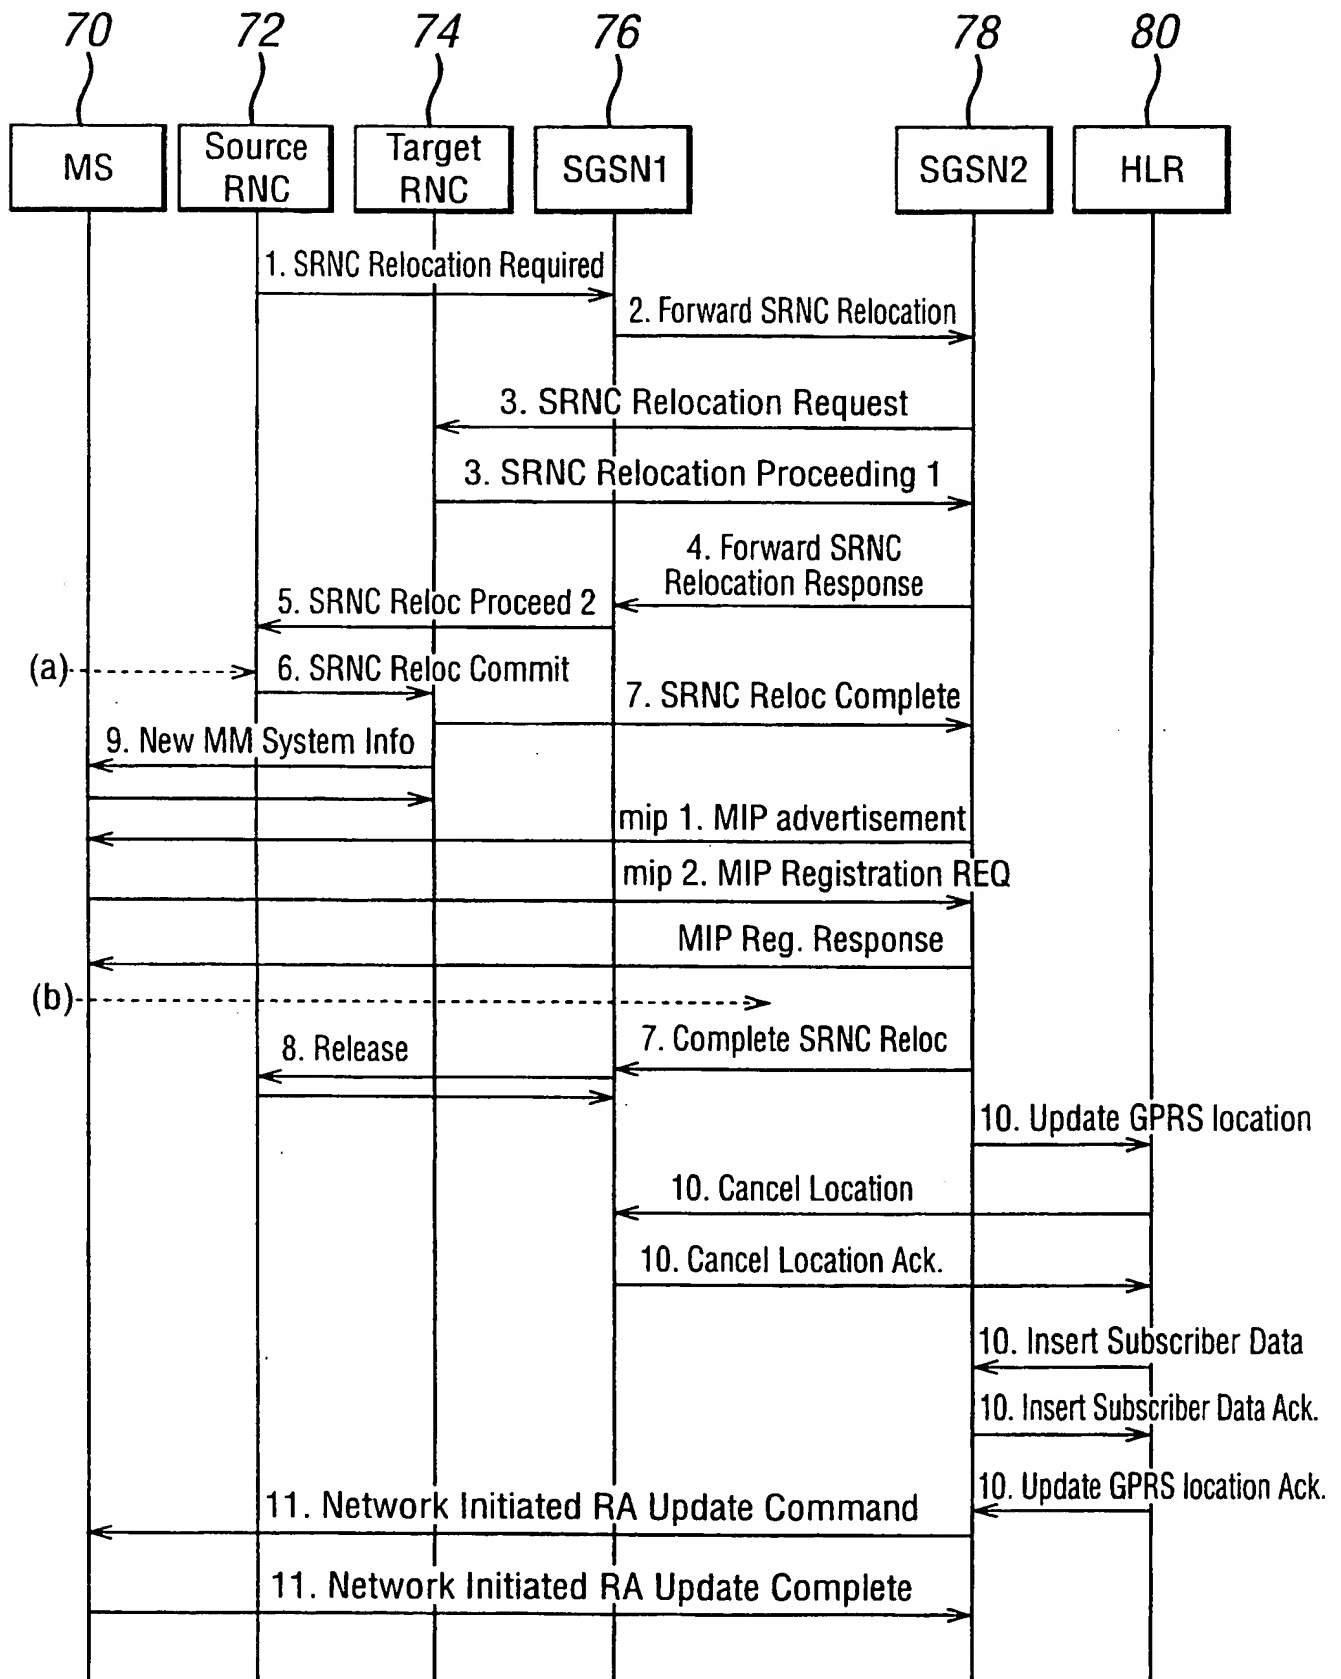 70 72 74 76 78 80
MS
Source
RNC
Target
RNC
SGSN1
SGSN2
HLR
1. SRNC Relocation Required
2. Forward SRNC Relocation
3. SRNC Relocation Request
3. SRNC Relocation Proceeding 1
4. Forward SRNC
Relocation Response
5. SRNC Reloc Proceed 2
(a)
6. SRNC Reloc Commit
7. SRNC Reloc Complete
9. New MM System Info
mip 1. MIP advertisement
mip 2. MIP Registration REQ
MIP Reg. Response
(b)
7. Complete SRNC Reloc
8. Release
10. Update GPRS location
10. Cancel Location
10. Cancel Location Ack.
10. Insert Subscriber Data
10. Insert Subscriber Data Ack.
10. Update GPRS location Ack.
11. Network Initiated RA Update Command
11. Network Initiated RA Update Complete